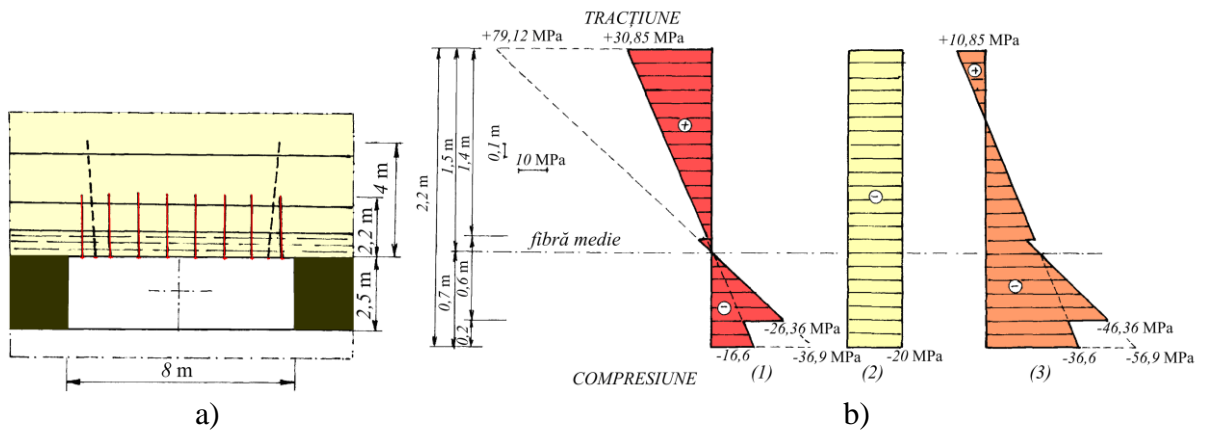 4 m
2,2 m
2,5 m
8 m
a)
TRACȚIUNE
+79,12 MPa
+30,85 MPa
+10,85 MPa
2,2 m
1,5 m
1,4 m
0,1 m
10 MPa
fibră medie
0,7 m
0,6 m
0,2
-26,36 MPa
-36,9 MPa
-16,6
-20 MPa
-46,36 MPa
-36,6
-56,9 MPa
COMPRESIUNE
(1)
(2)
(3)
b)